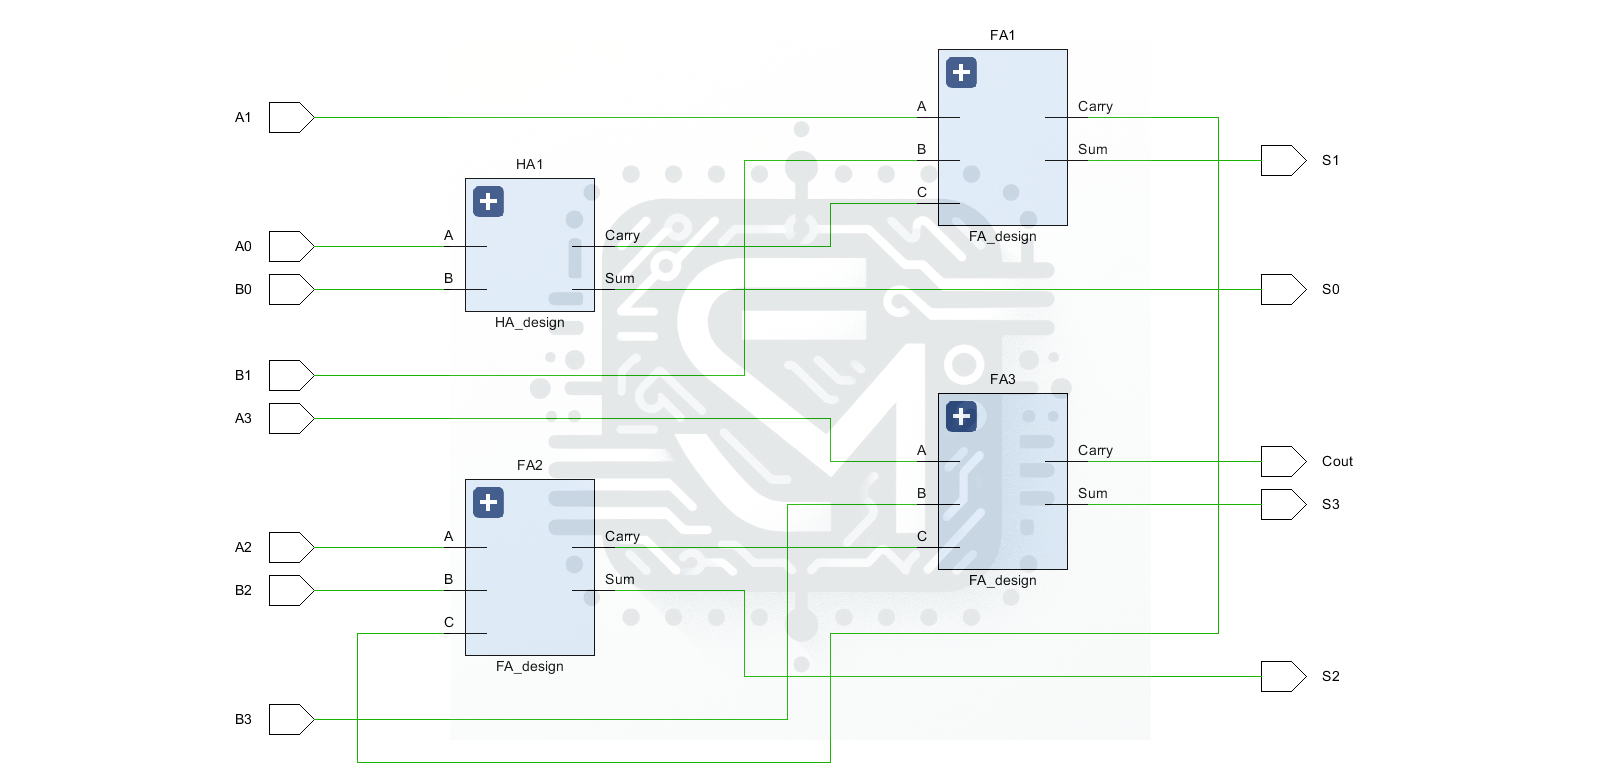 FA1
A1
A
Carry
B
Sum
S1
HA1
C
A0
A
Carry
FA_design
B0
B
Sum
S0
HA_design
B1
FA3
A3
A
Carry
Cout
FA2
B
Sum
S3
A2
A
Carry
C
B2
B
Sum
FA_design
C
FA_design
S2
B3